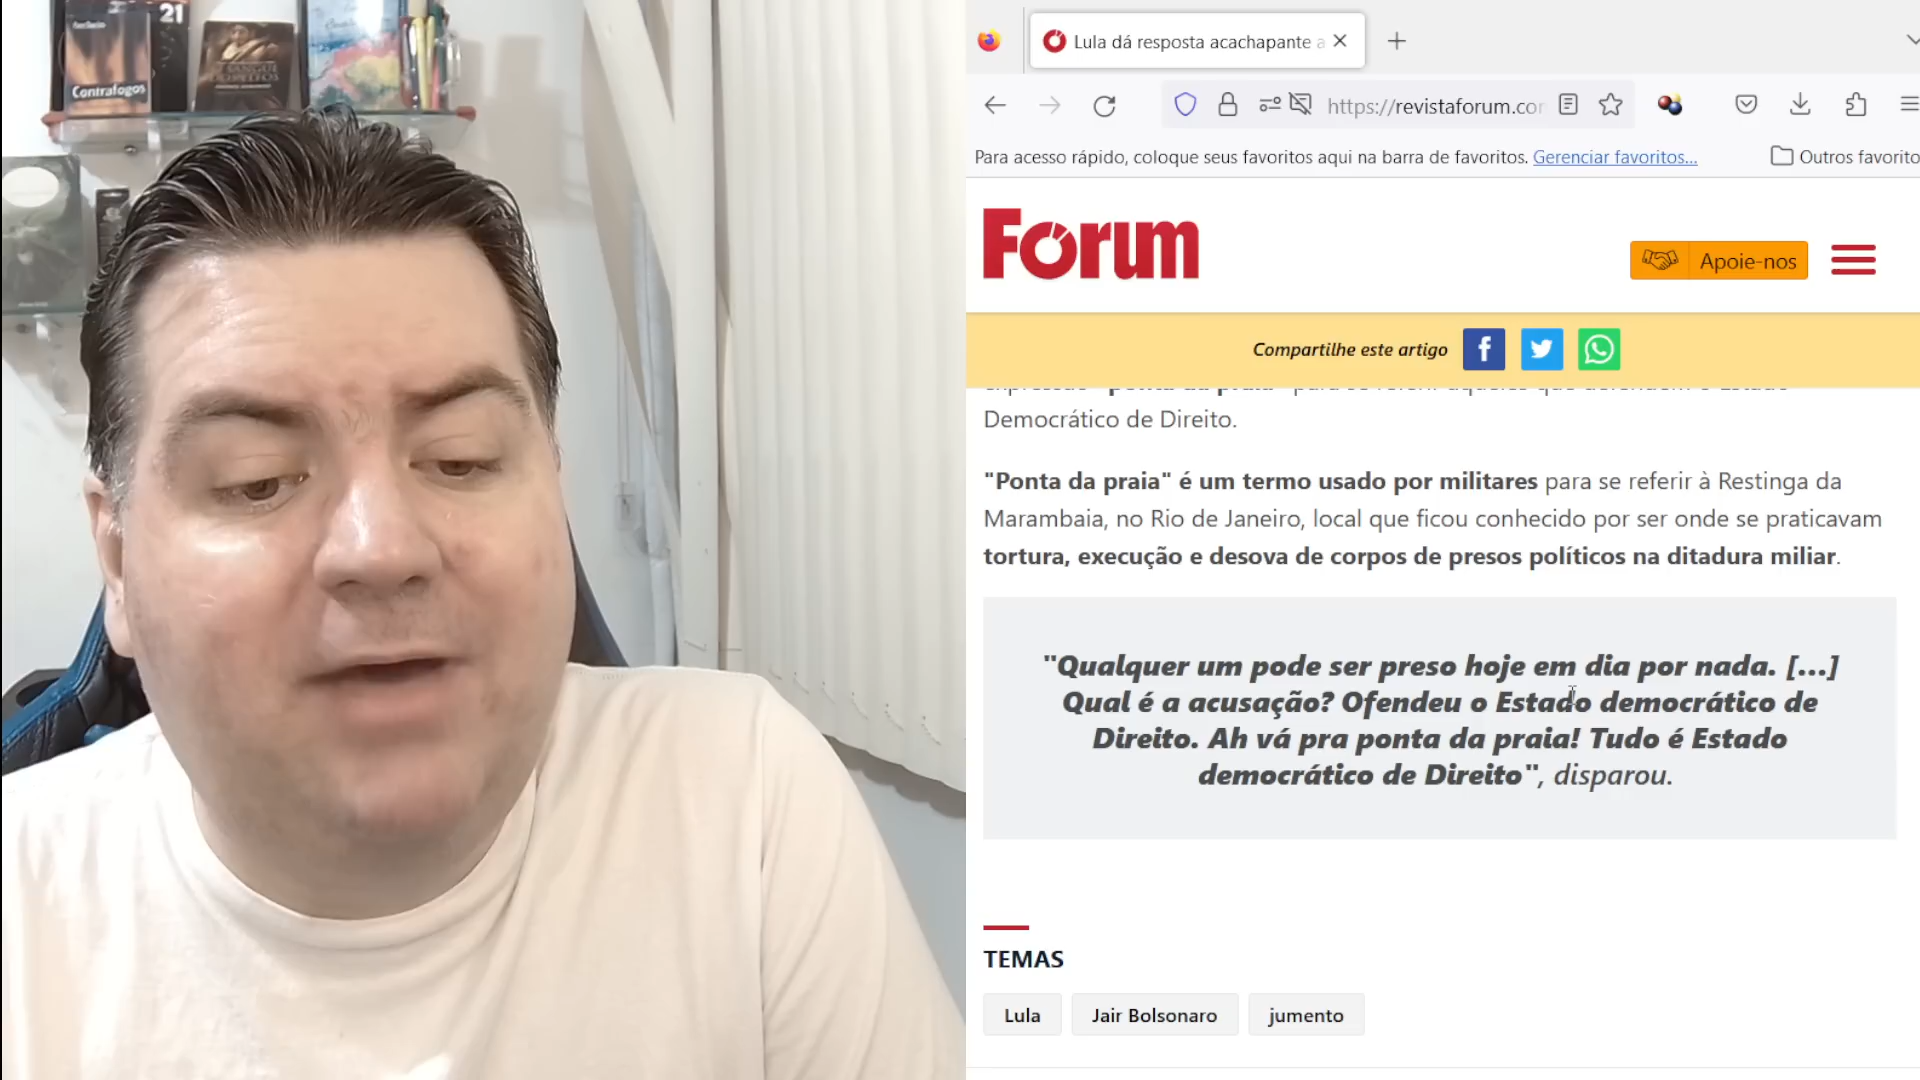 21
Contrafogos
Lula dá resposta acachapante a
https://revistaforum.cor
Para acesso rápido, coloque seus favoritos aqui na barra de favoritos. Gerenciar favoritos...
Outros favorito
Forum
Apoie-nos
Compartilhe este artigo
Democrático de Direito.
"Ponta da praia" é um termo usado por militares para se referir à Restinga da
Marambaia, no Rio de Janeiro, local que ficou conhecido por ser onde se praticavam
tortura, execução e desova de corpos de presos políticos na ditadura miliar.
"Qualquer um pode ser preso hoje em dia por nada. [...]
Qual é a acusação? Ofendeu o Estado democrático de
Direito. Ah vá pra ponta da praia! Tudo é Estado
democrático de Direito", disparou.
TEMAS
Lula
Jair Bolsonaro
jumento